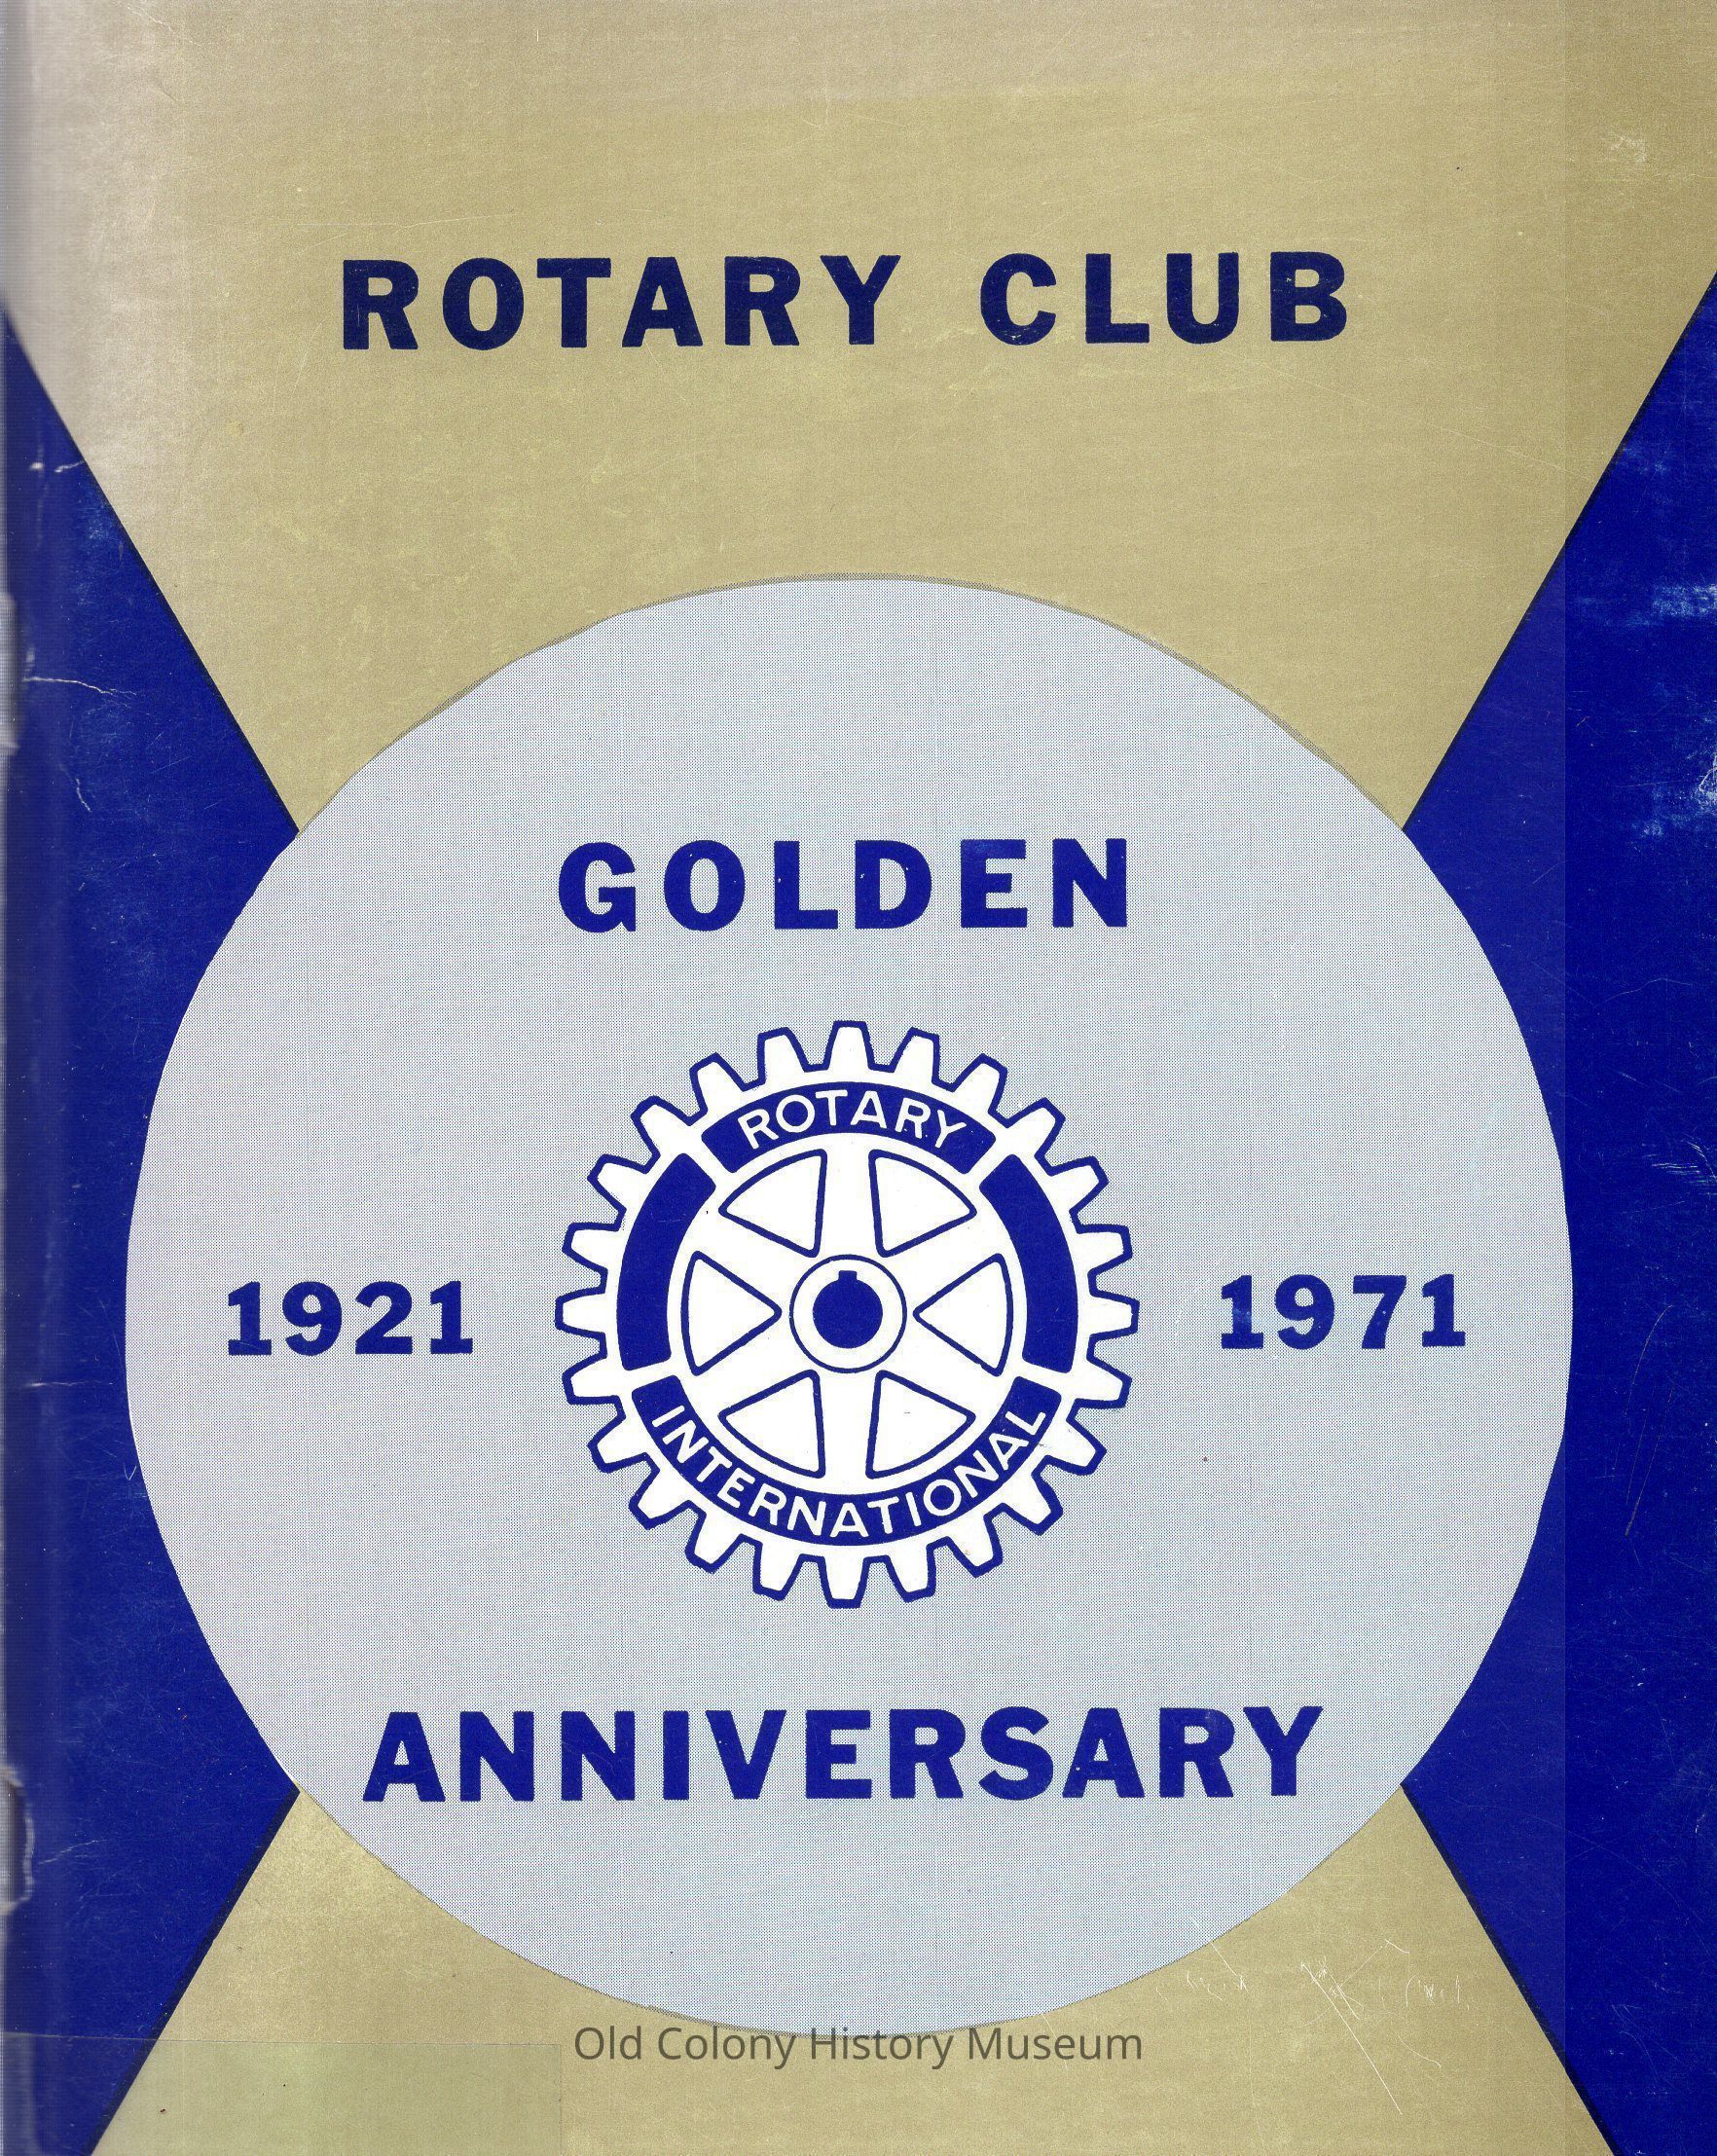 ROTARY CLUB
GOLDEN
ROTARY
1921 1971
INTERNATIONAL
ANNIVERSARY
Old Colony History Museum